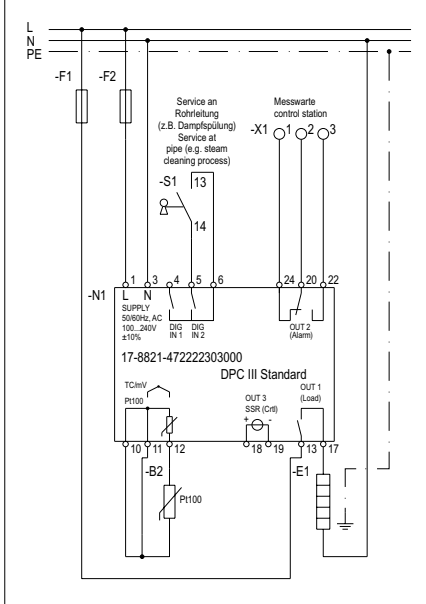 L
N
PE
-F1
-F2
Service an
Rohrleitung
(z.B. Dampfspülung)
Service at
pipe (e.g. steam
cleaning process)
Messwarte
control station
-X1 1 2 3
-S1 13
14
1 3 4 5 6 24 20 22
-N1 L N
SUPPLY
50/60Hz, AC
100...240V
±10%
DIG
IN 1
DIG
IN 2
OUT 2
(Alarm)
17-8821-472222303000
DPC III Standard
TC/mV
Pt100
OUT 3
SSR (Crtl)
+ -
OUT 1
(Load)
10 11 12 18 19 13 17
-B2
-E1
Pt100